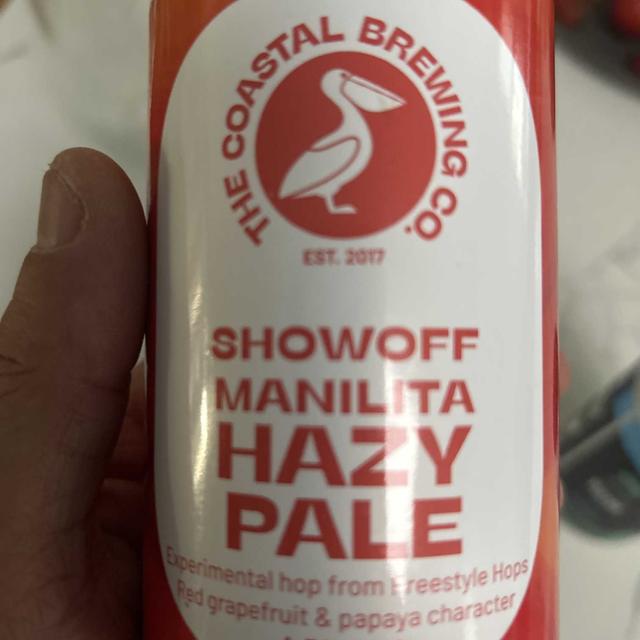 THE COASTAL BREWING CO.
EST. 2017
SHOWOFF
MANILITA
HAZY
PALE
Experimental hop from Freestyle Hops
Red grapefruit & papaya character